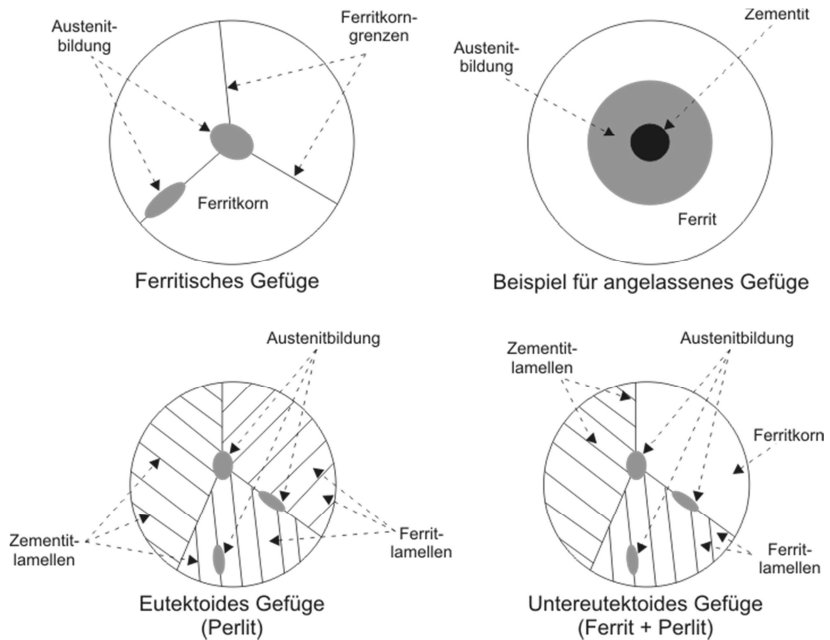 Austenit-
bildung
Ferritkorn-
grenzen
Ferritkorn
Ferritisches Gefüge
Zementit
Austenit-
bildung
Ferrit
Beispiel für angelassenes Gefüge
Austenitbildung
Zementit-
lamellen
Ferrit-
lamellen
Eutektoides Gefüge
(Perlit)
Zementit-
lamellen
Austenitbildung
Ferritkorn
Ferrit-
lamellen
Untereutektoides Gefüge
(Ferrit + Perlit)